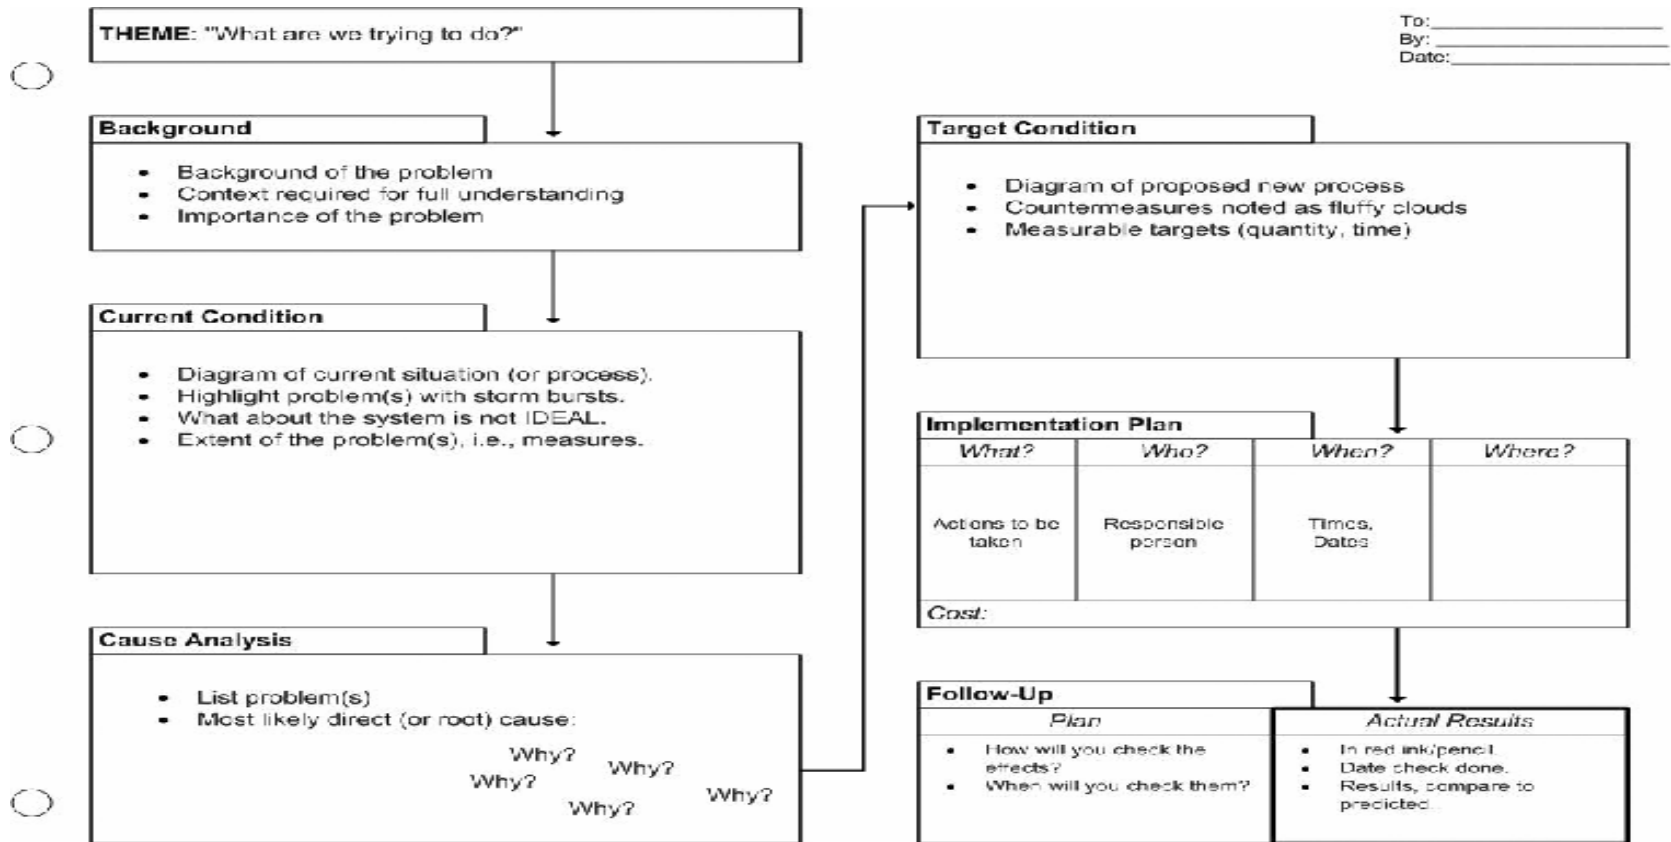 THEME: "What are we trying to do?"
To:
By:
Date:
Background
• Background of the problem
• Context required for full understanding
• Importance of the problem
Current Condition
• Diagram of current situation (or process).
• Highlight problem(s) with storm bursts.
• What about the system is not IDEAL.
• Extent of the problem(s), i.e., measures.
Cause Analysis
• List problem(s)
• Most likely direct (or root) cause:
Why?
Why?
Why?
Why?
Why?
Target Condition
• Diagram of proposed new process
• Countermeasures noted as fluffy clouds
• Measurable targets (quantity, time)
Implementation Plan
What? Who? When? Where?
Actions to be Responsible Times,
taken person Dates
Cost:
Follow-Up
Plan
• How will you check the
effects?
• When will you check them?
Actual Results
• In red ink/pencil.
• Date check done.
• Results, compare to
predicted.